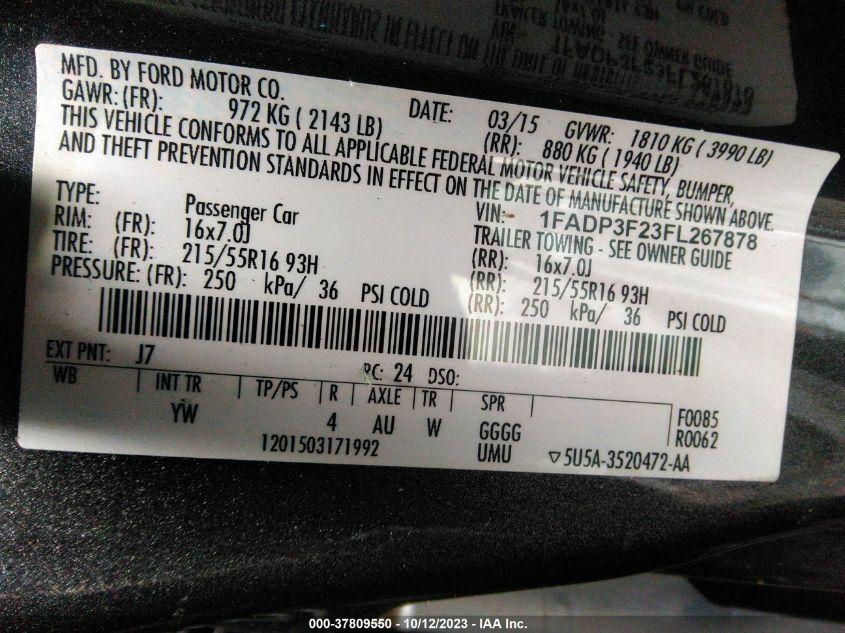 MFD. BY FORD MOTOR CO.
DATE: 03/15 GVWR: 1810 KG ( 3990 LB)
GAWR: (FR): 972 KG ( 2143 LB) (RR): 880 KG ( 1940 LB)
THIS VEHICLE CONFORMS TO ALL APPLICABLE FEDERAL MOTOR VEHICLE SAFETY, BUMPER,
AND THEFT PREVENTION STANDARDS IN EFFECT ON THE DATE OF MANUFACTURE SHOWN ABOVE.
VIN: 1FADP3F23FL267878
TYPE: Passenger Car TRAILER TOWING - SEE OWNER GUIDE
RIM: (FR): 16x7.0J (RR): 16x7.0J
TIRE: (FR): 215/55R16 93H (RR): 215/55R16 93H
PRESSURE: (FR): 250 kPa/ 36 PSI COLD (RR): 250 kPa/ 36 PSI COLD
EXT PNT: J7 RC: 24 DSO:
WB INT TR TP/PS R AXLE TR SPR F0085
YW 4 AU W GGGG R0062
1201503171992 UMU ▽ 5U5A-3520472-AA
000-37809550 - 10/12/2023 - IAA Inc.